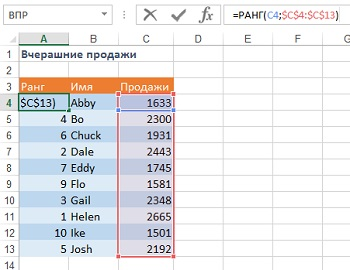 ВПР =РАНГ(C4;$C$4:$C$13)
A B C D E F G
1 Вчерашние продажи
2
3 Ранг Имя Продажи
4 $C$13) Abby 1633
5 4 Bo 2300
6 6 Chuck 1931
7 2 Dale 2443
8 7 Eddy 1745
9 9 Flo 1581
10 3 Gail 2348
11 1 Helen 2665
12 10 Ike 1501
13 5 Josh 2192
14